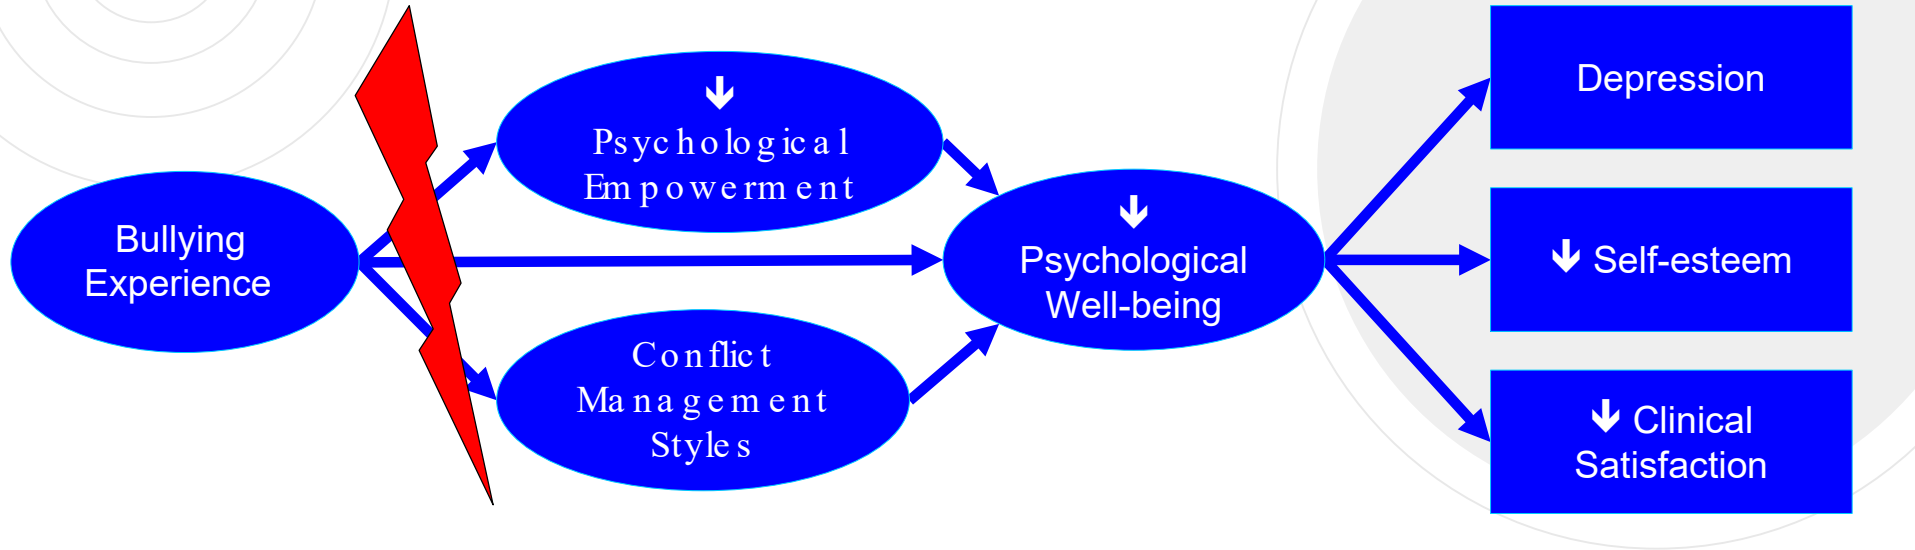 Bullying
Experience
↓
Psychological
Empowerment
Conflict
Management
Styles
↓
Psychological
Well-being
Depression
↓ Self-esteem
↓ Clinical
Satisfaction